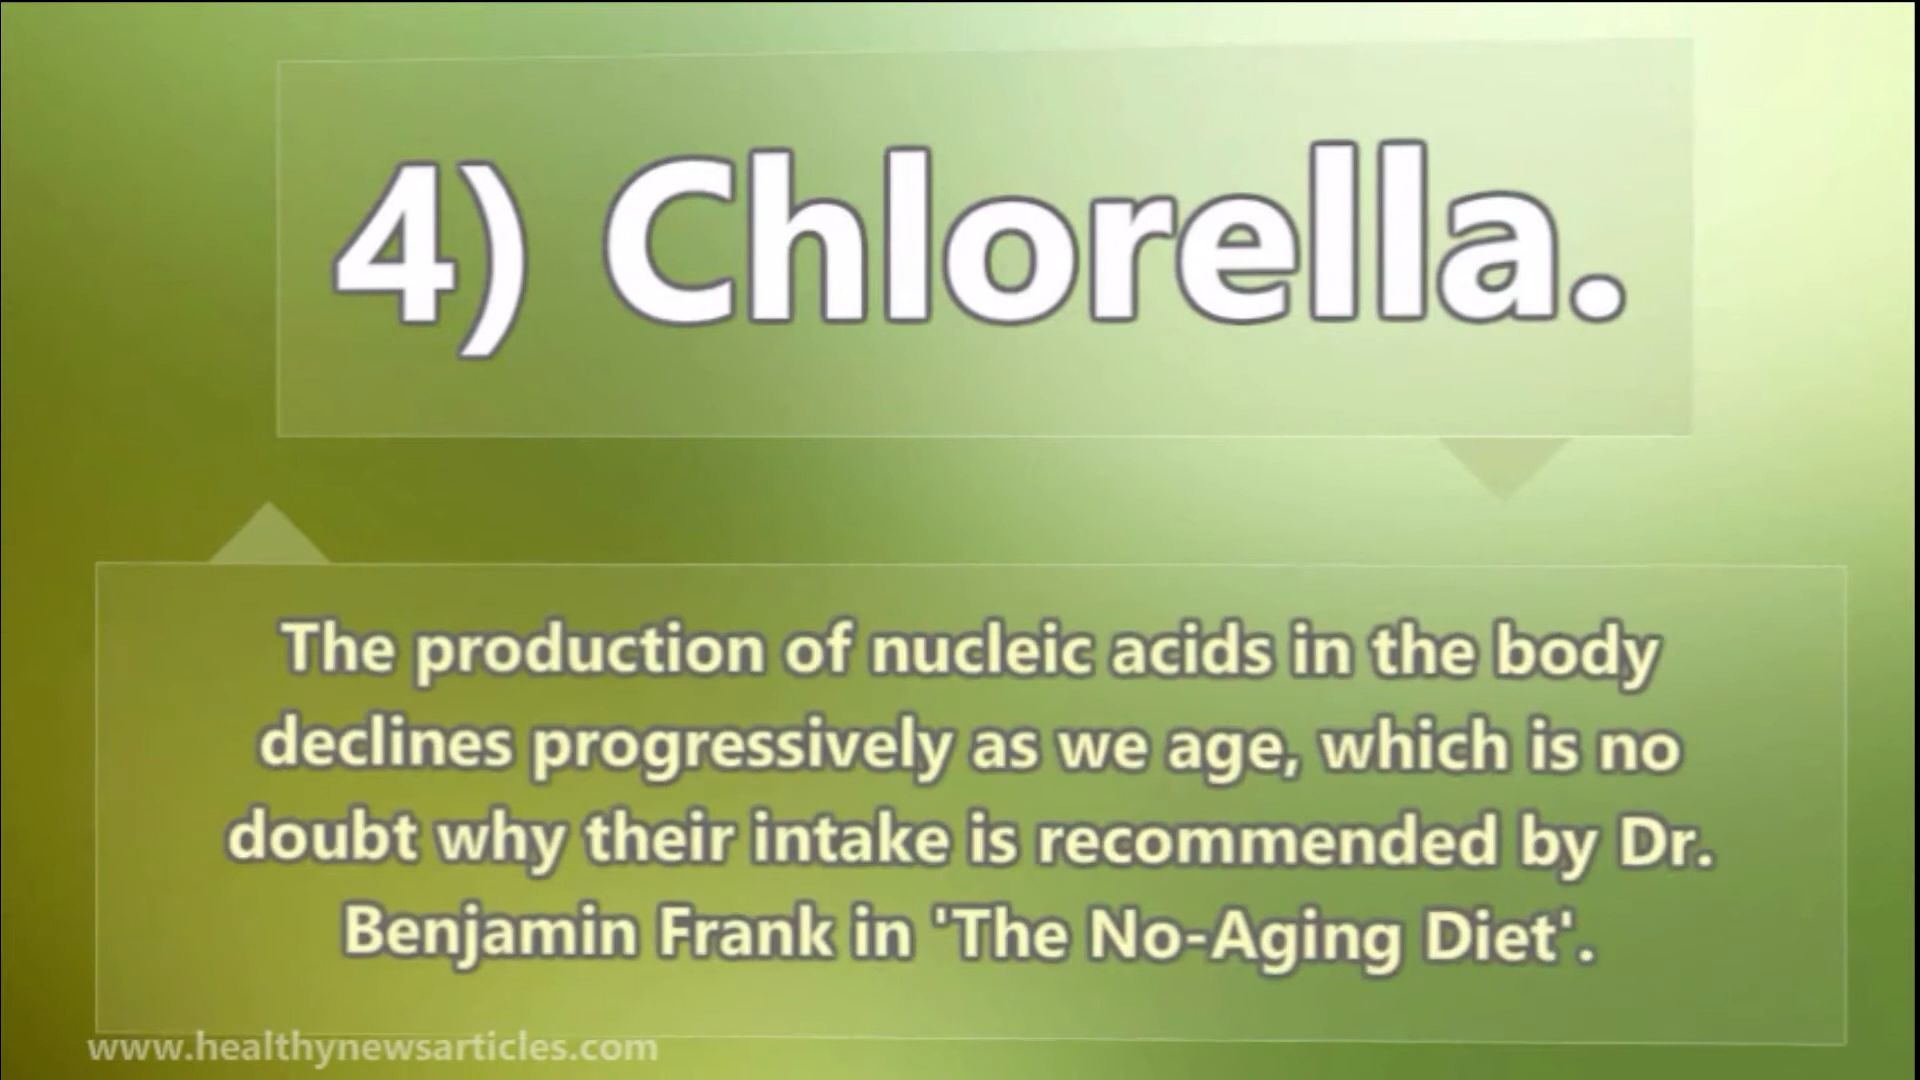 4) Chlorella.
The production of nucleic acids in the body
declines progressively as we age, which is no
doubt why their intake is recommended by Dr.
Benjamin Frank in 'The No-Aging Diet'.
www.healthynewsarticles.com